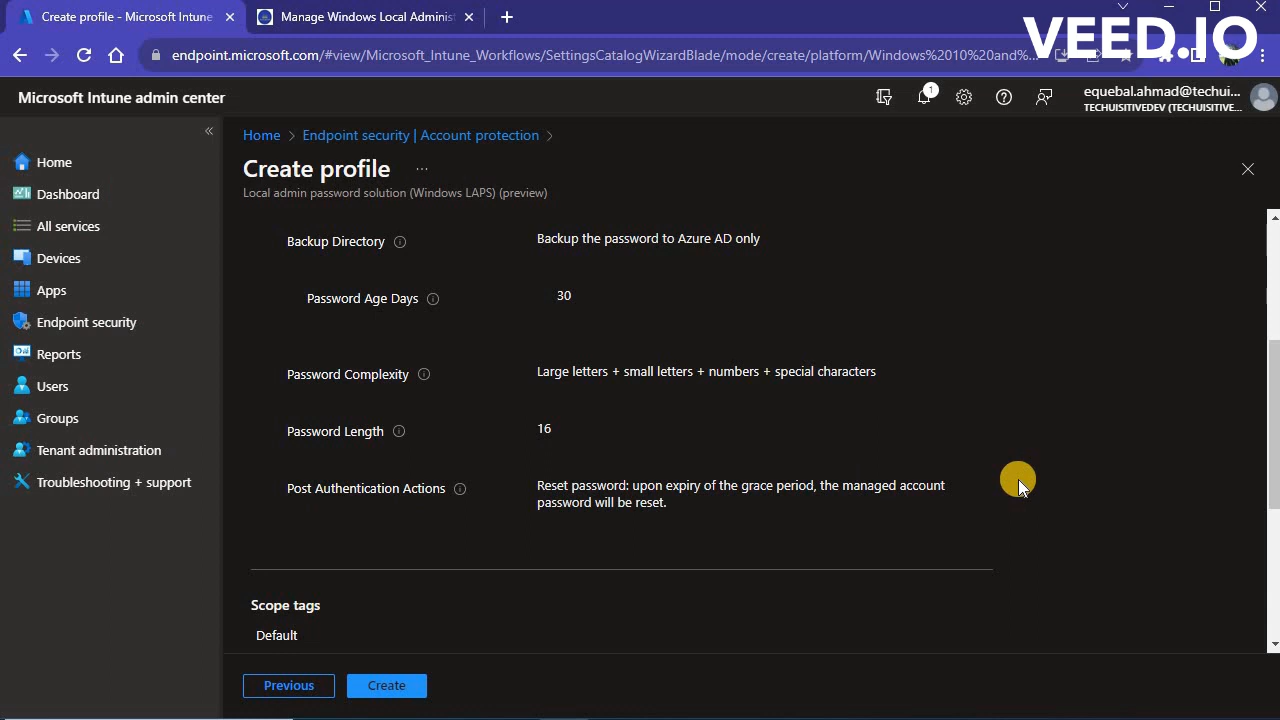 Create profile - Microsoft Intune
Manage Windows Local Administ
VEED.IO
endpoint.microsoft.com/#view/Microsoft_Intune_Workflows/SettingsCatalogWizardBlade/mode/create/platform/Windows%2010%20and%...
Microsoft Intune admin center
1
equebal.ahmad@techui...
TECHUISITIVEDEV (TECHUISITIVE....
Home > Endpoint security | Account protection >
Create profile ...
Local admin password solution (Windows LAPS) (preview)
Home
Dashboard
All services
Devices
Apps
Endpoint security
Reports
Users
Groups
Tenant administration
Troubleshooting + support
Backup Directory
Backup the password to Azure AD only
Password Age Days
30
Password Complexity
Large letters + small letters + numbers + special characters
Password Length
16
Post Authentication Actions
Reset password: upon expiry of the grace period, the managed account
password will be reset.
Scope tags
Default
Previous
Create